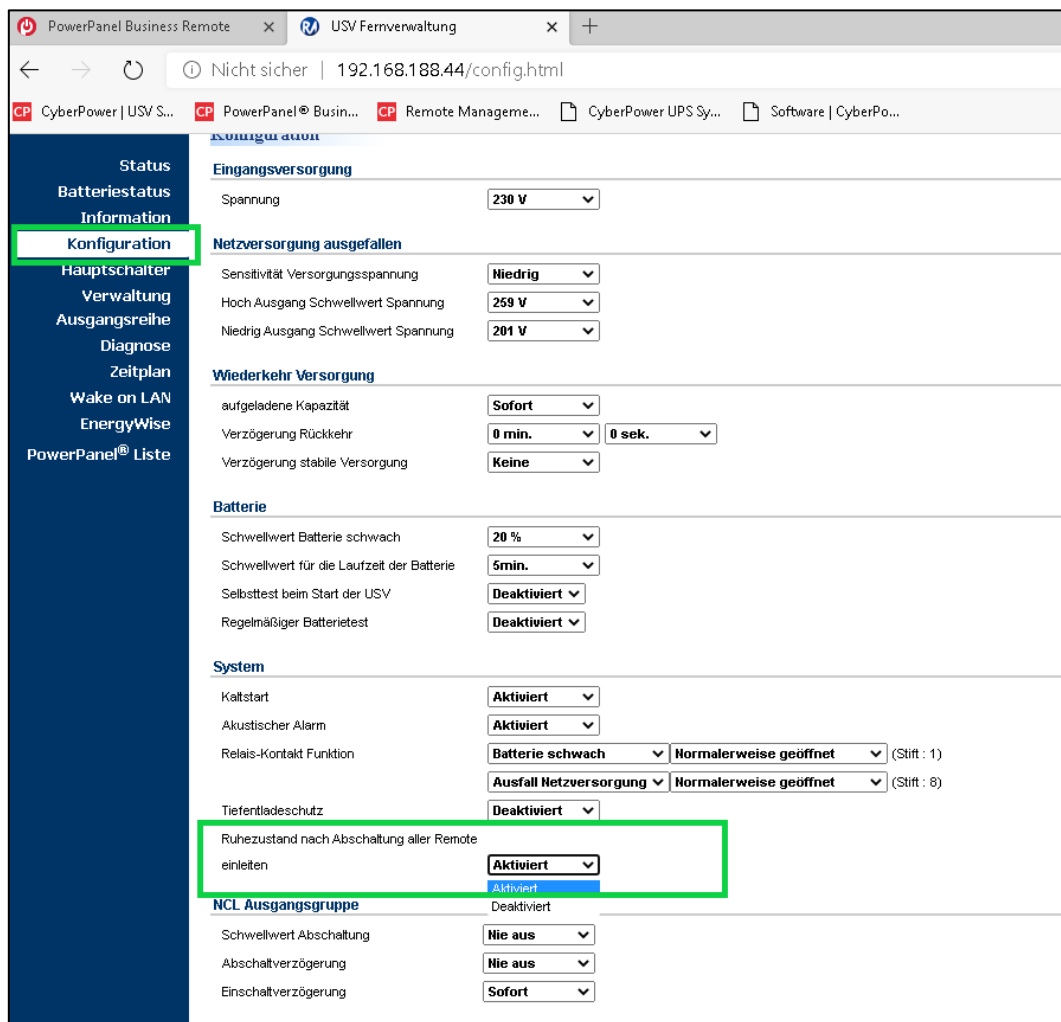 PowerPanel Business Remote
USV Fernverwaltung
Nicht sicher | 192.168.188.44/config.html
CP CyberPower | USV S...
CP PowerPanel® Busin...
CP Remote Manageme...
CyberPower UPS Sy...
Software | CyberPo...
Status
Batteriestatus
Information
Konfiguration
Hauptschalter
Verwaltung
Ausgangsreihe
Diagnose
Zeitplan
Wake on LAN
EnergyWise
PowerPanel® Liste
Konfiguration
Eingangsversorgung
Spannung 230 V
Netzversorgung ausgefallen
Sensitivität Versorgungsspannung Niedrig
Hoch Ausgang Schwellwert Spannung 259 V
Niedrig Ausgang Schwellwert Spannung 201 V
Wiederkehr Versorgung
aufgeladene Kapazität Sofort
Verzögerung Rückkehr 0 min. 0 sek.
Verzögerung stabile Versorgung Keine
Batterie
Schwellwert Batterie schwach 20 %
Schwellwert für die Laufzeit der Batterie 5min.
Selbsttest beim Start der USV Deaktiviert
Regelmäßiger Batterietest Deaktiviert
System
Kaltstart Aktiviert
Akustischer Alarm Aktiviert
Relais-Kontakt Funktion Batterie schwach Normalerweise geöffnet (Stift : 1)
Ausfall Netzversorgung Normalerweise geöffnet (Stift : 8)
Tiefentladeschutz Deaktiviert
Ruhezustand nach Abschaltung aller Remote
einleiten Aktiviert
Aktiviert
Deaktiviert
NCL Ausgangsgruppe
Schwellwert Abschaltung Nie aus
Abschaltverzögerung Nie aus
Einschaltverzögerung Sofort